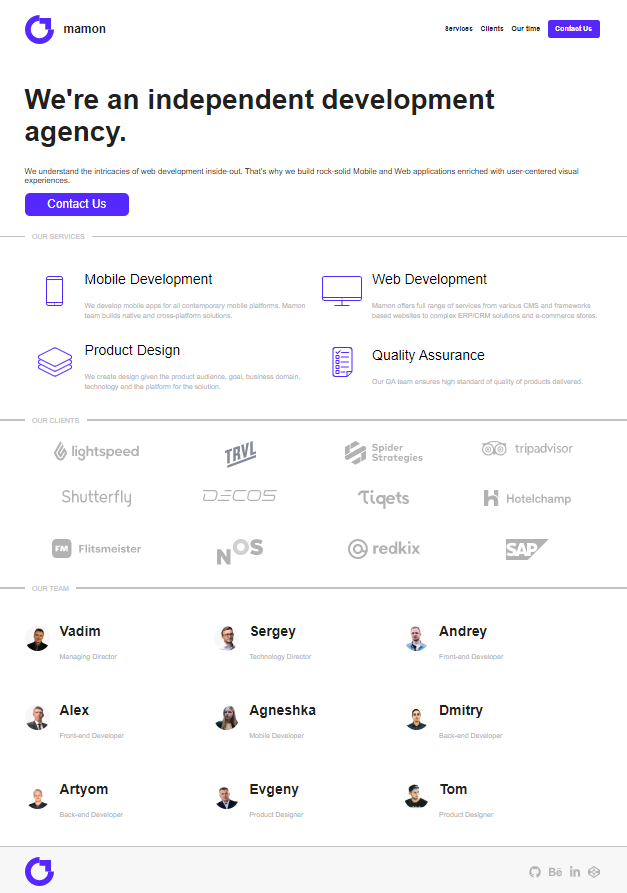 mamon
Services Clients Our time Contact Us
We're an independent development
agency.
We understand the intricacies of web development inside-out. That's why we build rock-solid Mobile and Web applications enriched with user-centered visual
experiences.
Contact Us
OUR SERVICES
Mobile Development
We develop mobile apps for all contemporary mobile platforms. Mamon
team builds native and cross-platform solutions.
Web Development
Mamon offers full range of services from various CMS and frameworks
based websites to complex ERP/CRM solutions and e-commerce stores.
Product Design
We create design given the product audience, goal, business domain,
technology and the platform for the solution.
Quality Assurance
Our QA team ensures high standard of quality of products delivered.
OUR CLIENTS
lightspeed
TRVL
Spider
Strategies
tripadvisor
Shutterfly
DECOS
Tiqets
Hotelchamp
FM Flitsmeister
NOS
redkix
SAP
OUR TEAM
Vadim
Managing Director
Sergey
Technology Director
Andrey
Front-end Developer
Alex
Front-end Developer
Agneshka
Mobile Developer
Dmitry
Back-end Developer
Artyom
Back-end Developer
Evgeny
Product Designer
Tom
Product Designer
Bē in